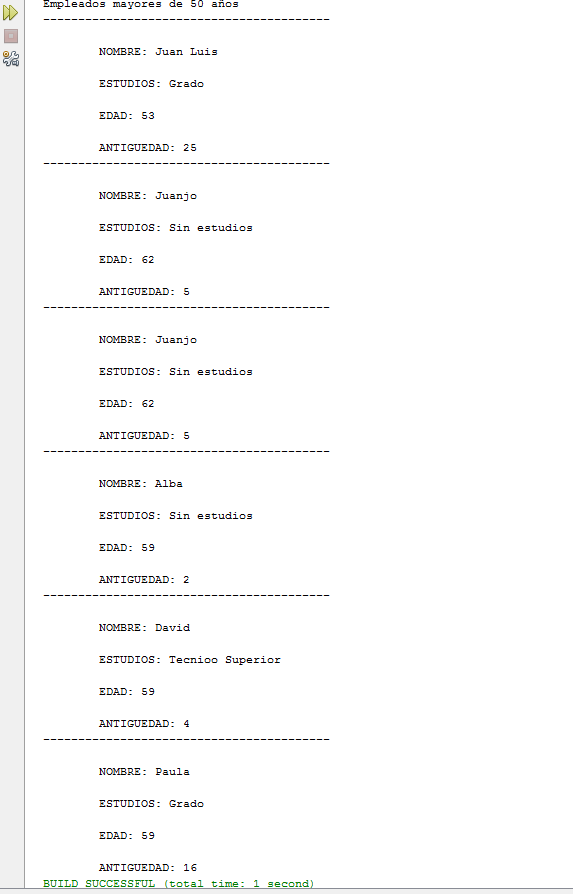 Empleados mayores de 50 años
-----------------------------------------
NOMBRE: Juan Luis
ESTUDIOS: Grado
EDAD: 53
ANTIGUEDAD: 25
-----------------------------------------
NOMBRE: Juanjo
ESTUDIOS: Sin estudios
EDAD: 62
ANTIGUEDAD: 5
-----------------------------------------
NOMBRE: Juanjo
ESTUDIOS: Sin estudios
EDAD: 62
ANTIGUEDAD: 5
-----------------------------------------
NOMBRE: Alba
ESTUDIOS: Sin estudios
EDAD: 59
ANTIGUEDAD: 2
-----------------------------------------
NOMBRE: David
ESTUDIOS: Tecnioo Superior
EDAD: 59
ANTIGUEDAD: 4
-----------------------------------------
NOMBRE: Paula
ESTUDIOS: Grado
EDAD: 59
ANTIGUEDAD: 16
BUILD SUCCESSFUL (total time: 1 second)